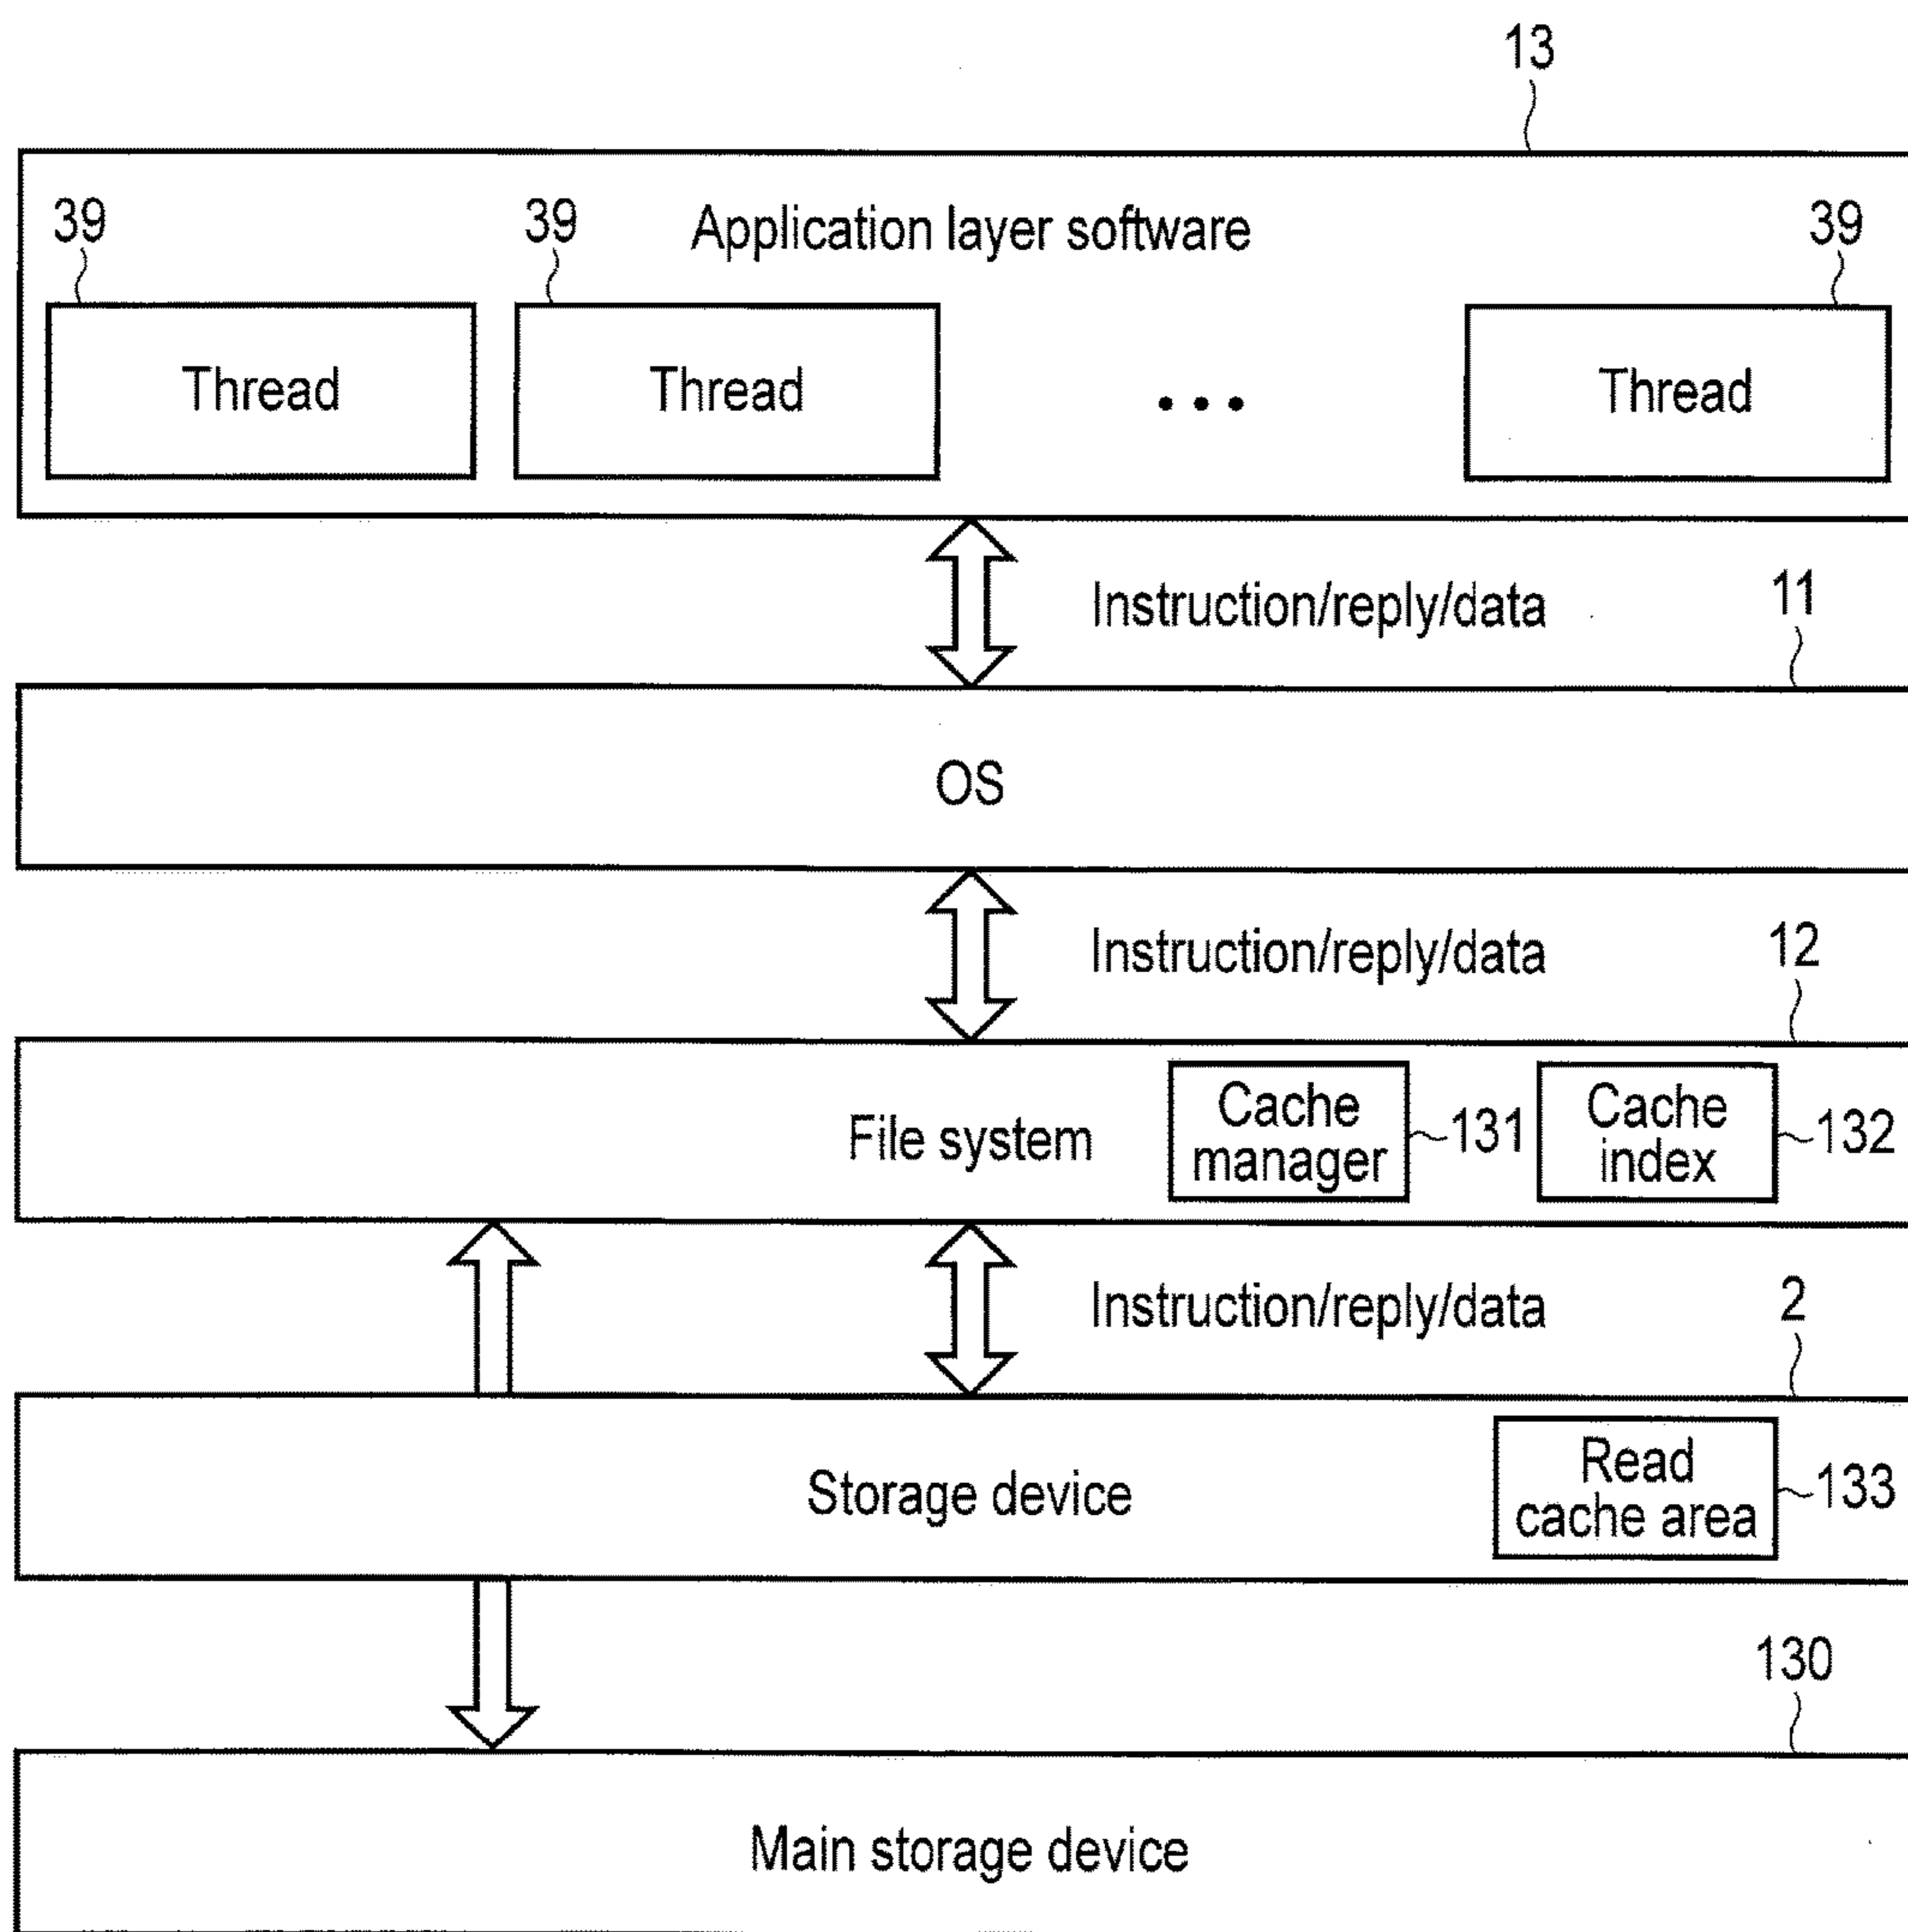 13
39
39
Application layer software
39
Thread
Thread
...
Thread
Instruction/reply/data
11
OS
Instruction/reply/data
12
File system
Cache
manager
131
Cache
index
132
Instruction/reply/data
2
Storage device
Read
cache area
133
130
Main storage device